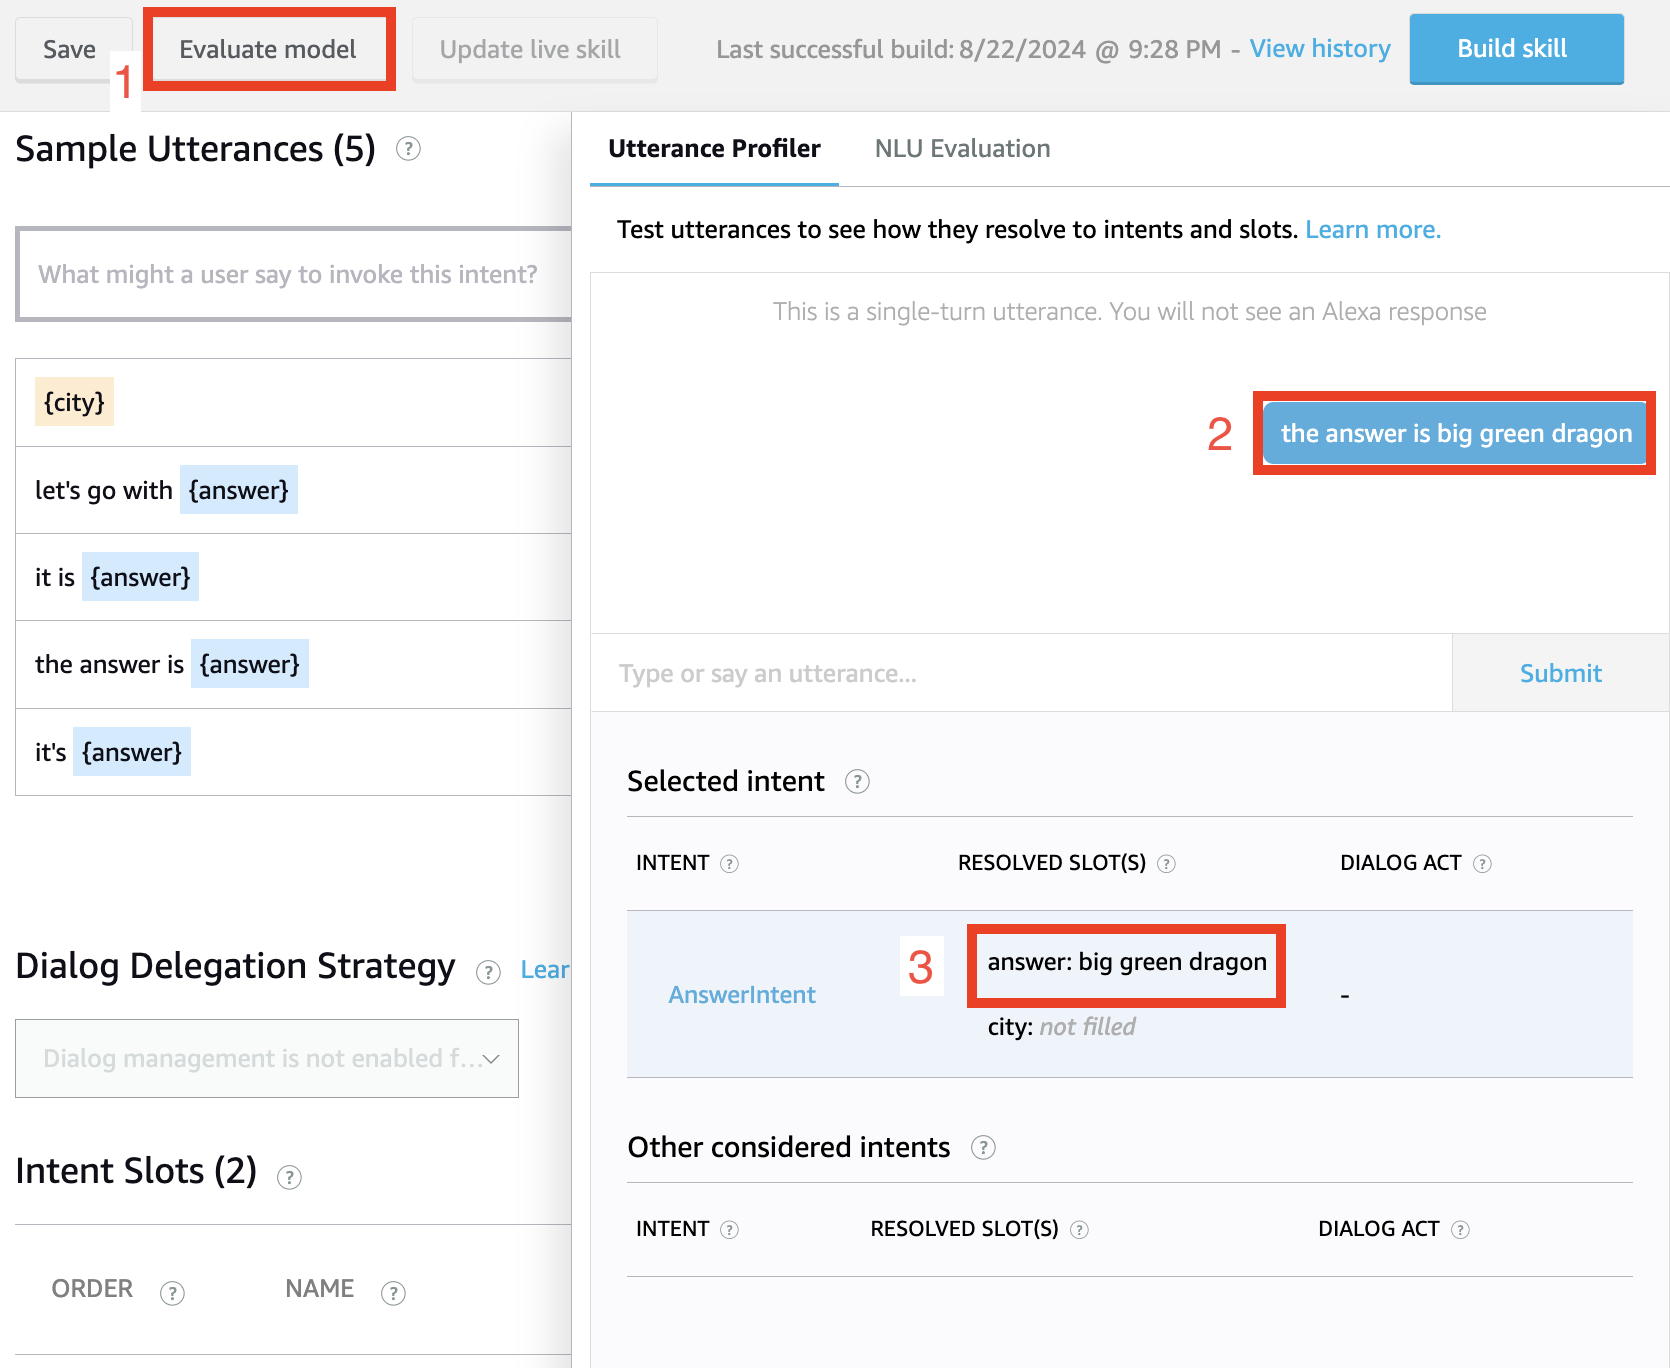 Save
1
Evaluate model
Update live skill
Last successful build: 8/22/2024 @ 9:28 PM - View history
Build skill
Sample Utterances (5) ?
What might a user say to invoke this intent?
{city}
let's go with {answer}
it is {answer}
the answer is {answer}
it's {answer}
Dialog Delegation Strategy ? Lear
Dialog management is not enabled f...
Intent Slots (2) ?
ORDER ? NAME ?
Utterance Profiler NLU Evaluation
Test utterances to see how they resolve to intents and slots. Learn more.
This is a single-turn utterance. You will not see an Alexa response
2 the answer is big green dragon
Type or say an utterance...
Submit
Selected intent ?
INTENT ? RESOLVED SLOT(S) ? DIALOG ACT ?
3 answer: big green dragon
AnswerIntent -
city: not filled
Other considered intents ?
INTENT ? RESOLVED SLOT(S) ? DIALOG ACT ?